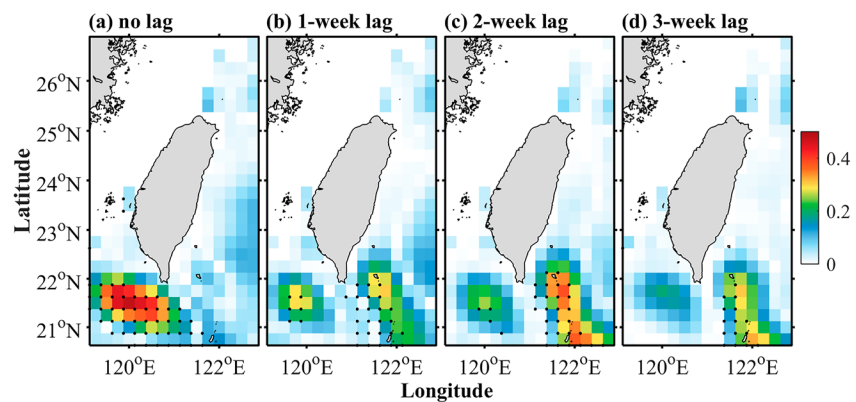 (a) no lag
(b) 1-week lag
(c) 2-week lag
(d) 3-week lag
Latitude
26°N
25°N
24°N
23°N
22°N
21°N
0.4
0.2
0
120°E
122°E
120°E
122°E
120°E
122°E
120°E
122°E
Longitude